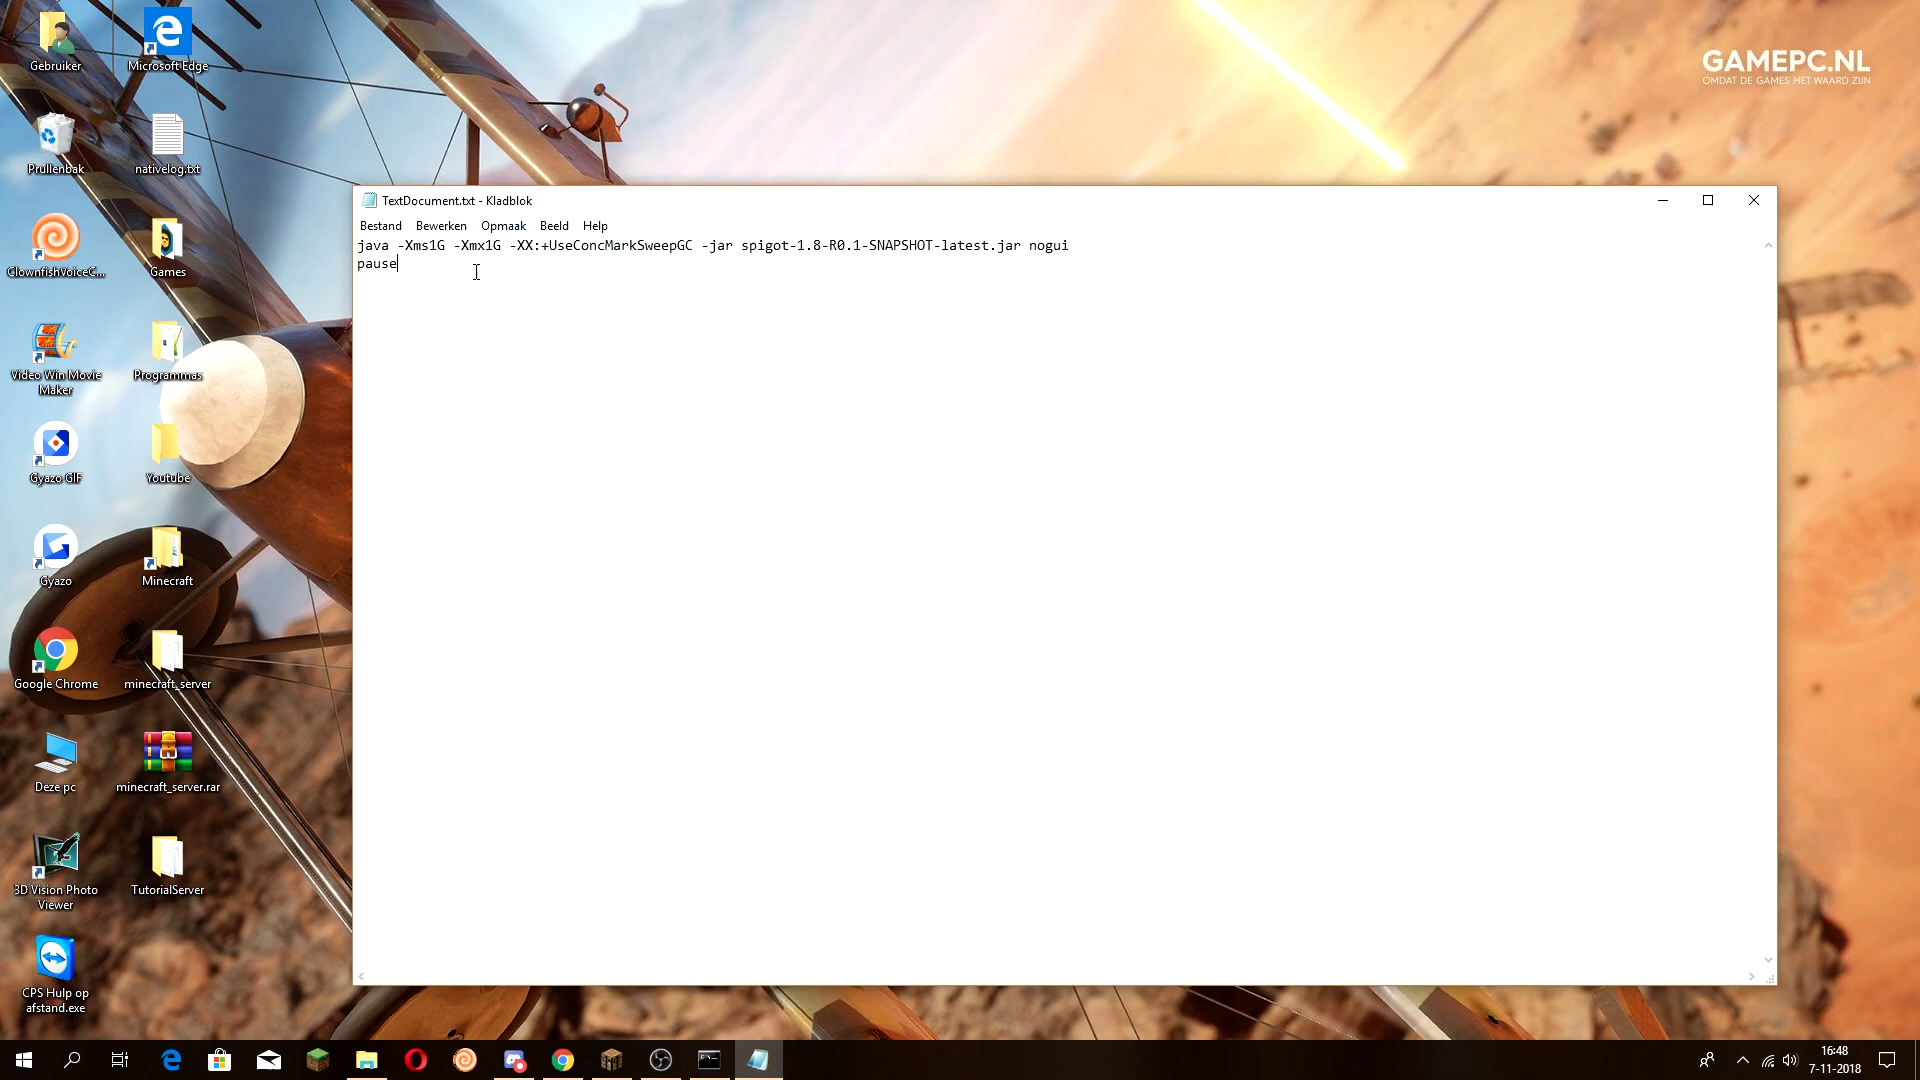 Gebruiker
Microsoft Edge
GAMEPC.NL
OMDAT DE GAMES HET WAARD ZIJN
Prullenbak
nativelog.txt
TextDocument.txt - Kladblok
Bestand Bewerken Opmaak Beeld Help
java -Xms1G -Xmx1G -XX:+UseConcMarkSweepGC -jar spigot-1.8-R0.1-SNAPSHOT-latest.jar nogui
pause
ClownfishVoiceC...
Games
Video Win Movie
Maker
Programmas
Gyazo GIF
Youtube
Gyazo
Minecraft
Google Chrome
minecraft_server
Deze pc
minecraft_server.rar
3D Vision Photo
Viewer
TutorialServer
CPS Hulp op
afstand.exe
16:48
7-11-2018